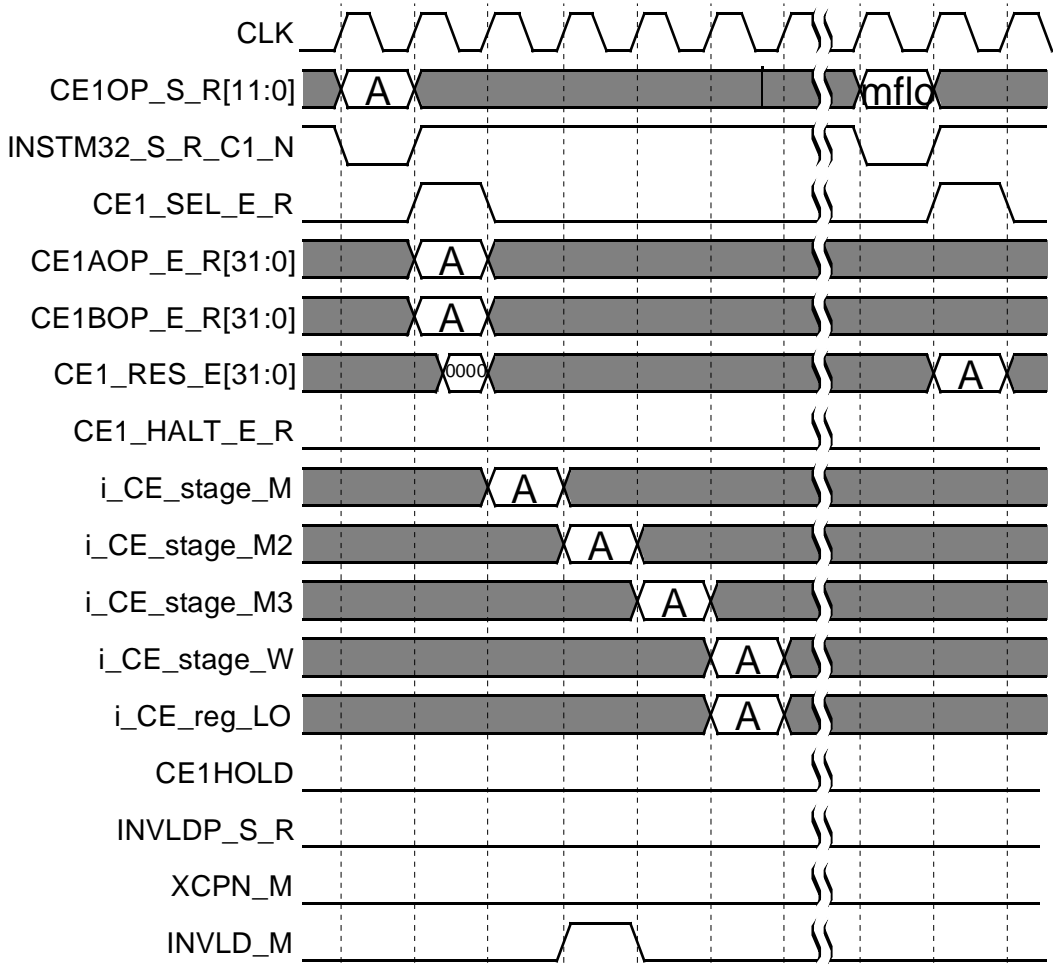 CLK
CE1OP_S_R[11:0] A mflo
INSTM32_S_R_C1_N
CE1_SEL_E_R
CE1AOP_E_R[31:0] A
CE1BOP_E_R[31:0] A
CE1_RES_E[31:0] 0000 A
CE1_HALT_E_R
i_CE_stage_M A
i_CE_stage_M2 A
i_CE_stage_M3 A
i_CE_stage_W A
i_CE_reg_LO A
CE1HOLD
INVLDP_S_R
XCPN_M
INVLD_M